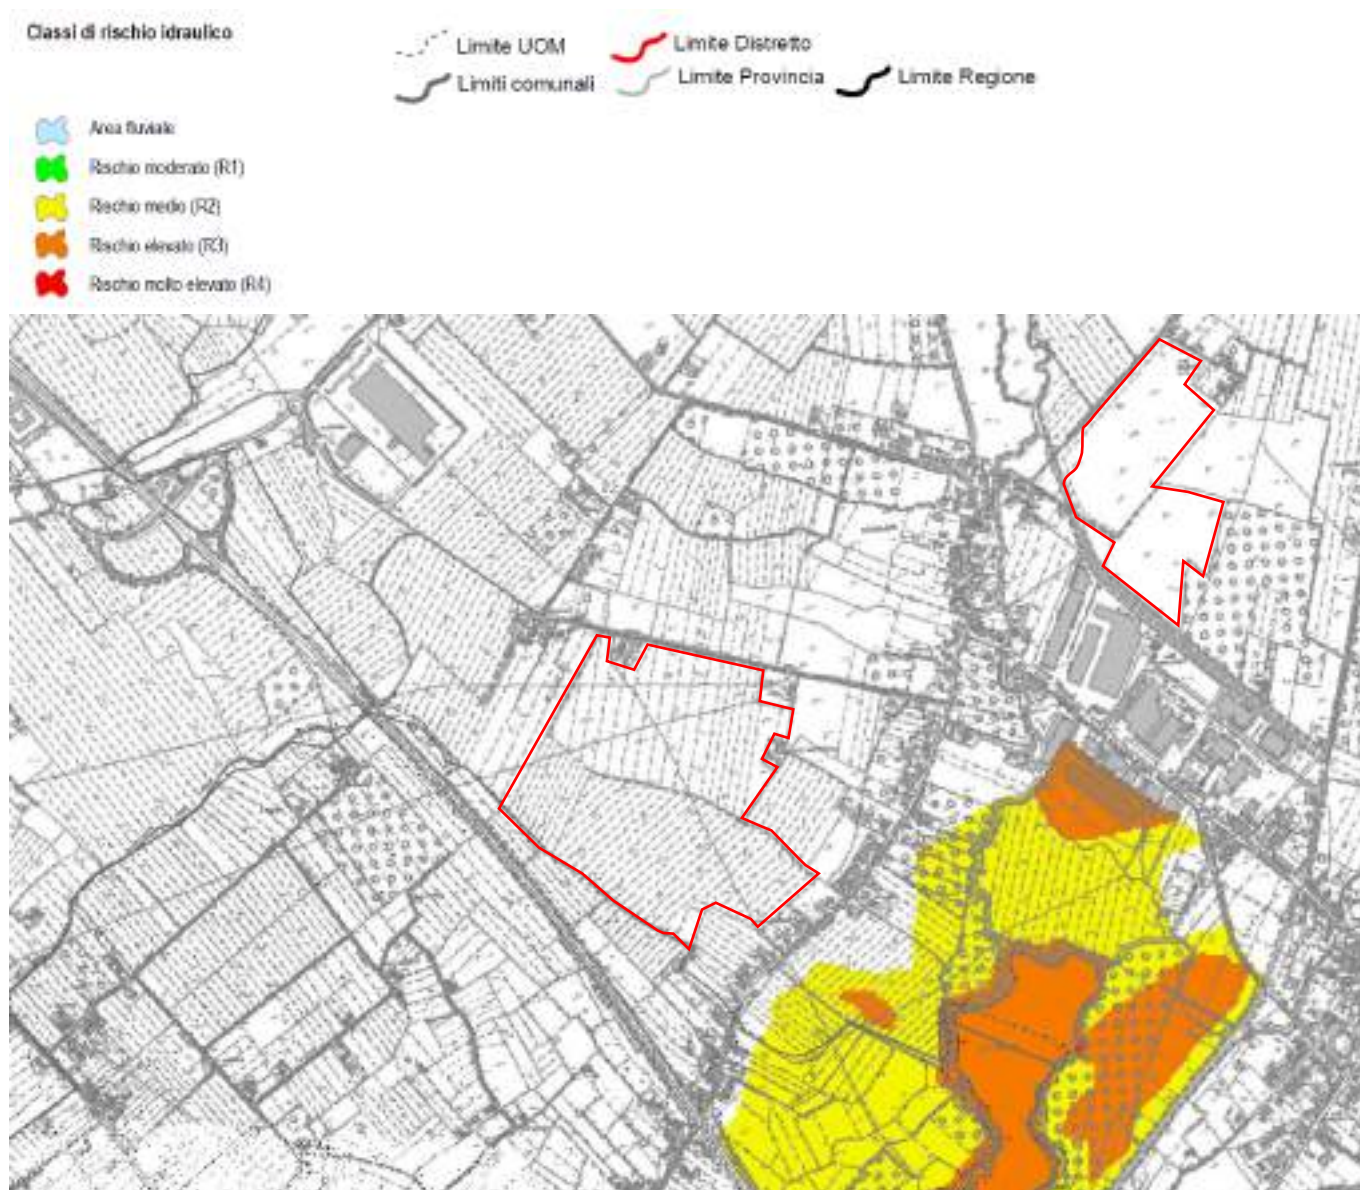 Classi di rischio idraulico
Limite UOM
Limite Distretto
Limiti comunali
Limite Provincia
Limite Regione
Area fluviale
Rischio moderato (R1)
Rischio medio (R2)
Rischio elevato (R3)
Rischio molto elevato (R4)